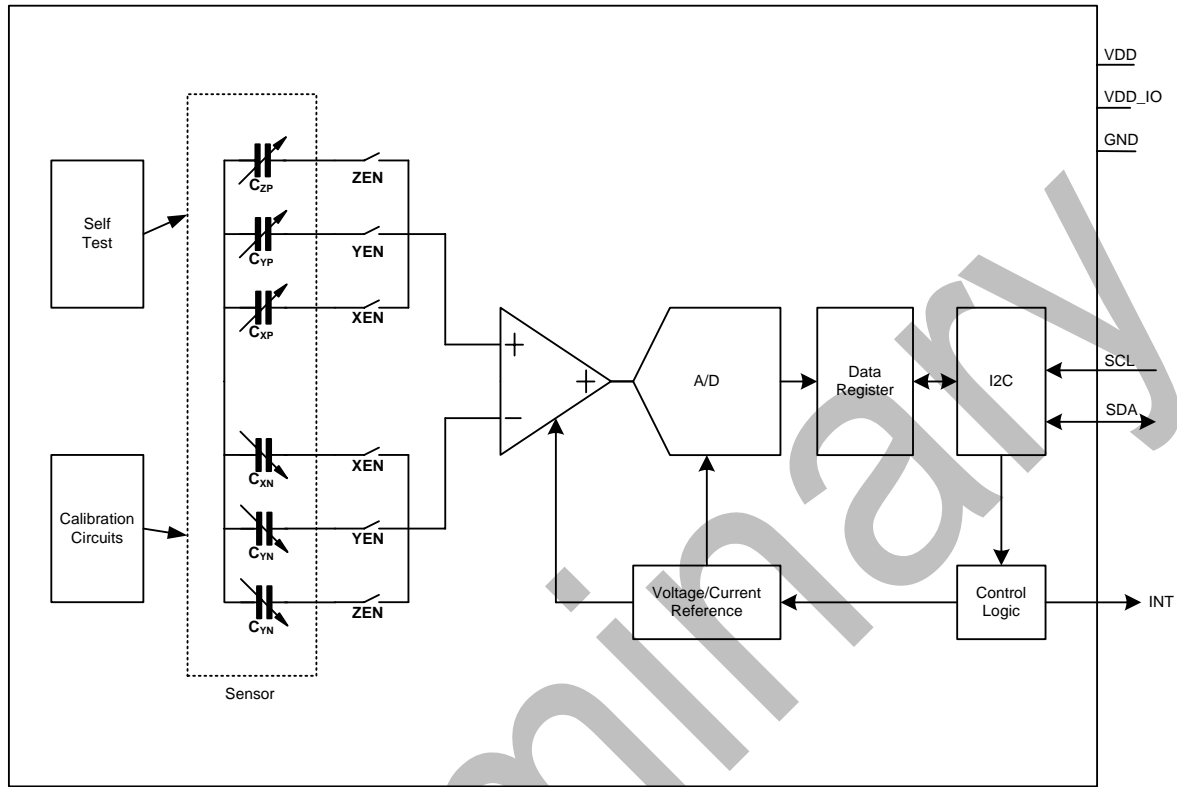 VDD
VDD_IO
GND
Self
Test
CZP
ZEN
CYP
YEN
CXP
XEN
+
+
−
A/D
Data
Register
I2C
SCL
SDA
CXN
XEN
Calibration
Circuits
CYN
YEN
CYN
ZEN
Voltage/Current
Reference
Control
Logic
INT
Sensor
minary